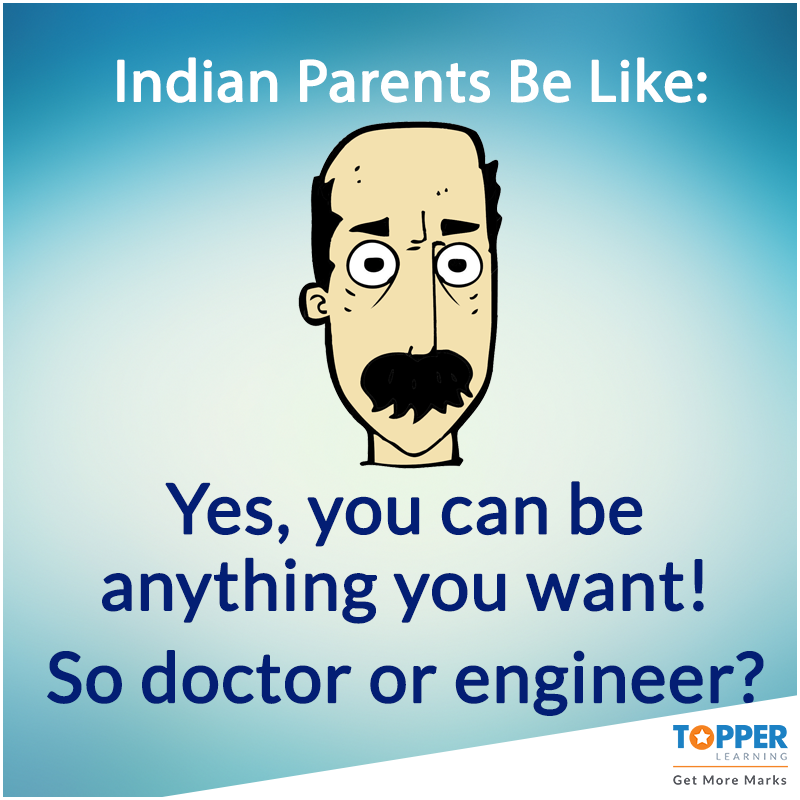 Indian Parents Be Like:
Yes, you can be
anything you want!
So doctor or engineer?
TOPPER
LEARNING
Get More Marks